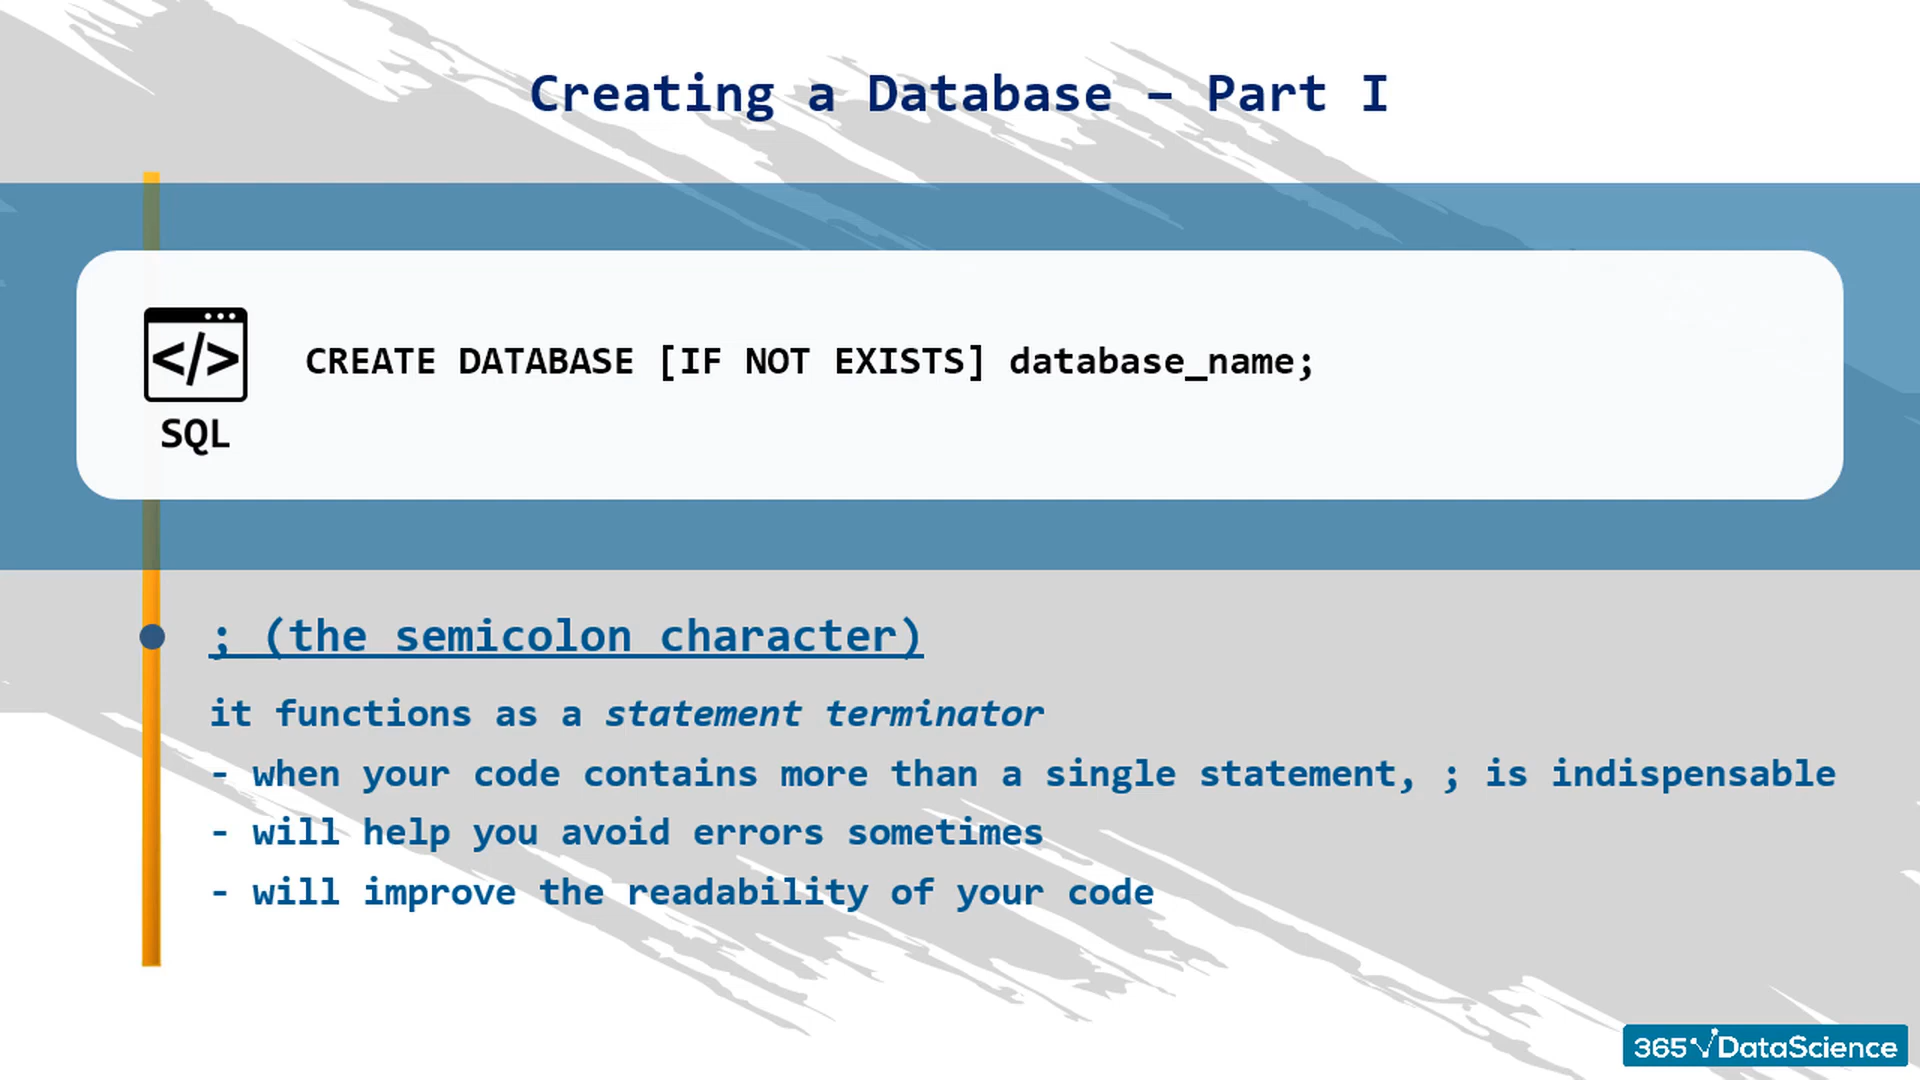 Creating a Database – Part I
</>
CREATE DATABASE [IF NOT EXISTS] database_name;
SQL
; (the semicolon character)
it functions as a statement terminator
- when your code contains more than a single statement, ; is indispensable
- will help you avoid errors sometimes
- will improve the readability of your code
365 DataScience